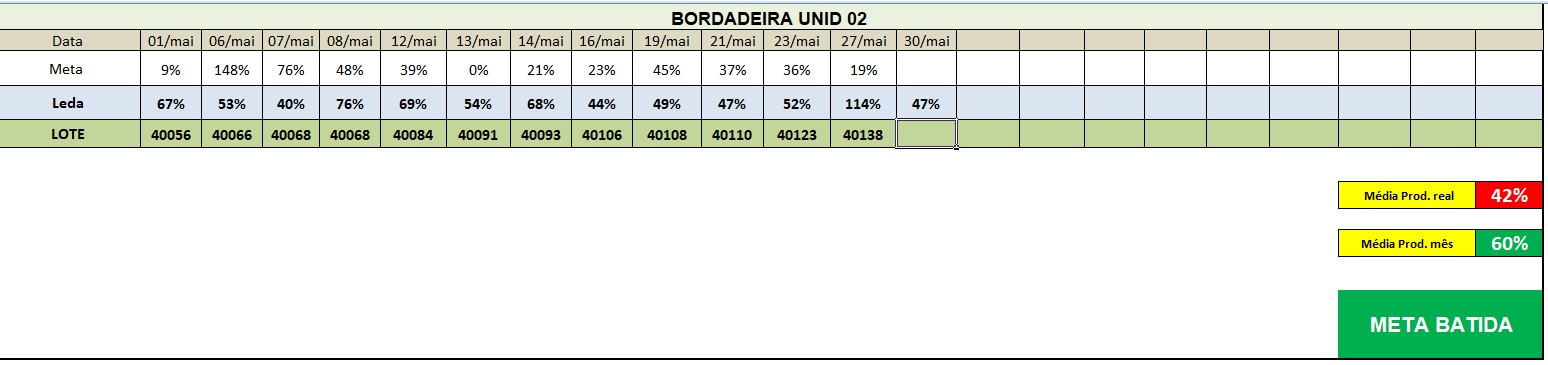 BORDADEIRA UNID 02
Data 01/mai 06/mai 07/mai 08/mai 12/mai 13/mai 14/mai 16/mai 19/mai 21/mai 23/mai 27/mai 30/mai
Meta 9% 148% 76% 48% 39% 0% 21% 23% 45% 37% 36% 19%
Leda 67% 53% 40% 76% 69% 54% 68% 44% 49% 47% 52% 114% 47%
LOTE 40056 40066 40068 40068 40084 40091 40093 40106 40108 40110 40123 40138
Média Prod. real 42%
Média Prod. mês 60%
META BATIDA